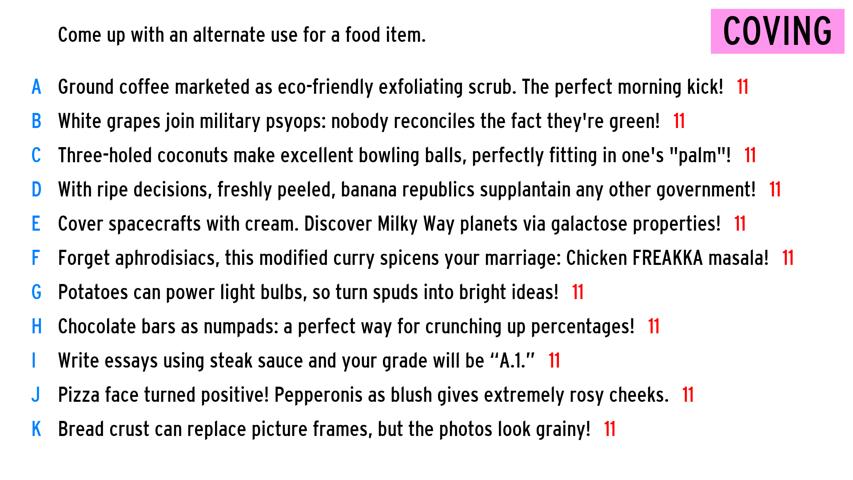 COVING
Come up with an alternate use for a food item.
A Ground coffee marketed as eco-friendly exfoliating scrub. The perfect morning kick! 11
B White grapes join military psyops: nobody reconciles the fact they're green! 11
C Three-holed coconuts make excellent bowling balls, perfectly fitting in one's "palm"! 11
D With ripe decisions, freshly peeled, banana republics supplantain any other government! 11
E Cover spacecrafts with cream. Discover Milky Way planets via galactose properties! 11
F Forget aphrodisiacs, this modified curry spicens your marriage: Chicken FREAKKA masala! 11
G Potatoes can power light bulbs, so turn spuds into bright ideas! 11
H Chocolate bars as numpads: a perfect way for crunching up percentages! 11
I Write essays using steak sauce and your grade will be “A.1.” 11
J Pizza face turned positive! Pepperonis as blush gives extremely rosy cheeks. 11
K Bread crust can replace picture frames, but the photos look grainy! 11